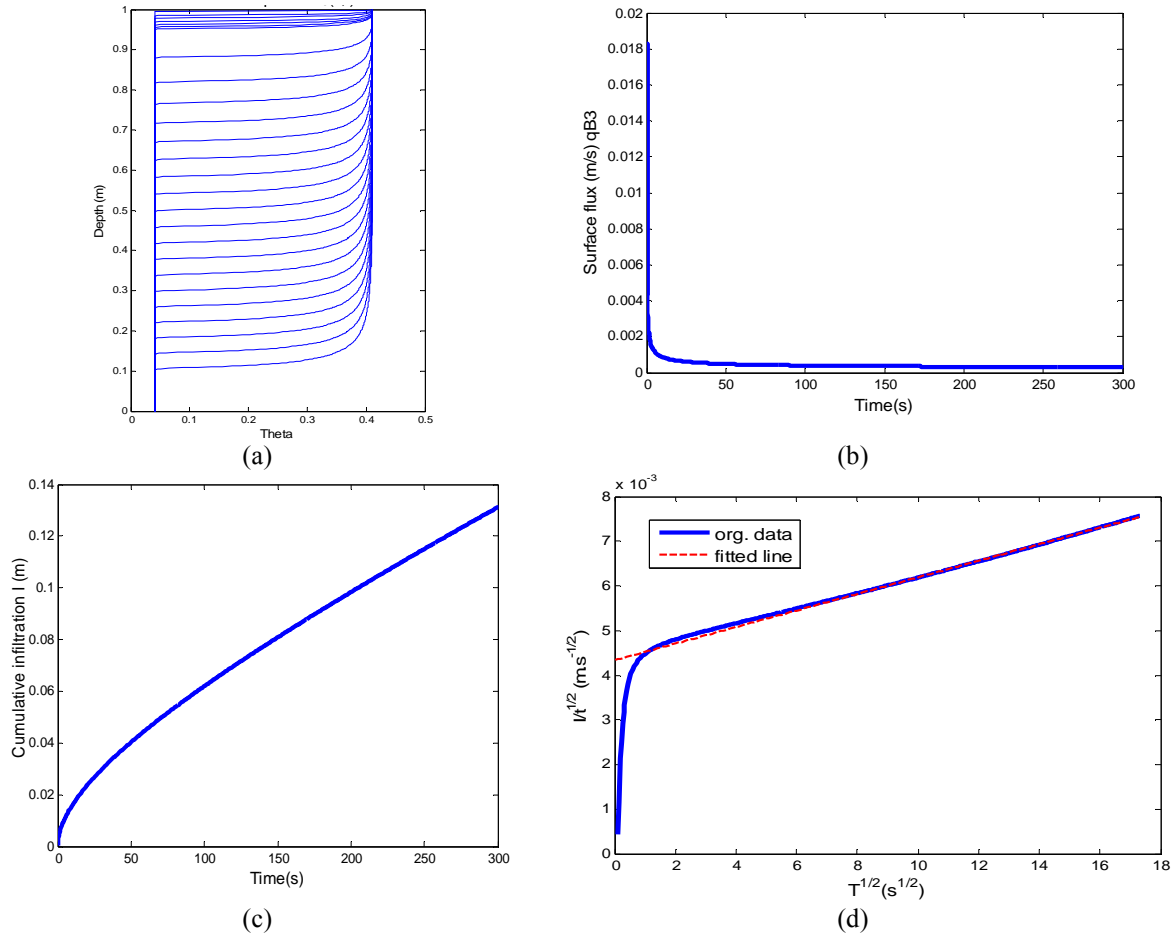 1
0.9
0.8
0.7
0.6
0.5
0.4
0.3
0.2
0.1
0
Depth (m)
0 0.1 0.2 0.3 0.4 0.5
Theta
(a)
0.02
0.018
0.016
0.014
0.012
0.01
0.008
0.006
0.004
0.002
0
Surface flux (m/s) qB3
0 50 100 150 200 250 300
Time(s)
(b)
0.14
0.12
0.1
0.08
0.06
0.04
0.02
0
Cumulative infiltration I (m)
0 50 100 150 200 250 300
Time(s)
(c)
x 10^-3
8
7
6
5
4
3
2
1
0
I/t^1/2 (m.s^-1/2)
org. data
fitted line
0 2 4 6 8 10 12 14 16 18
T^1/2(s^1/2)
(d)